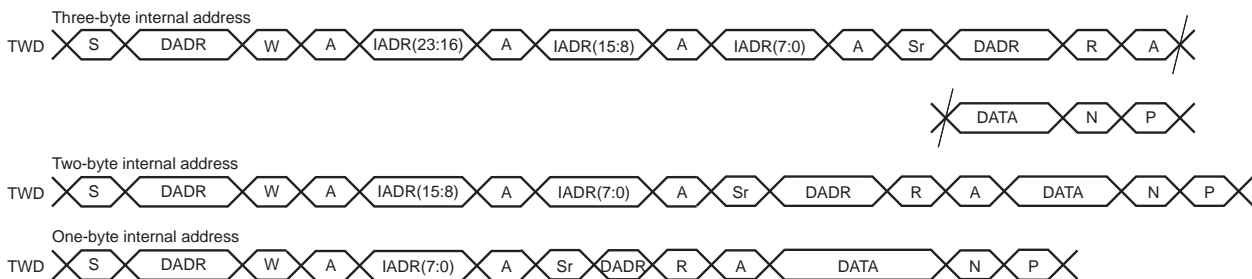 Three-byte internal address
TWD S DADR W A IADR(23:16) A IADR(15:8) A IADR(7:0) A Sr DADR R A
DATA N P
Two-byte internal address
TWD S DADR W A IADR(15:8) A IADR(7:0) A Sr DADR R A DATA N P
One-byte internal address
TWD S DADR W A IADR(7:0) A Sr DADR R A DATA N P